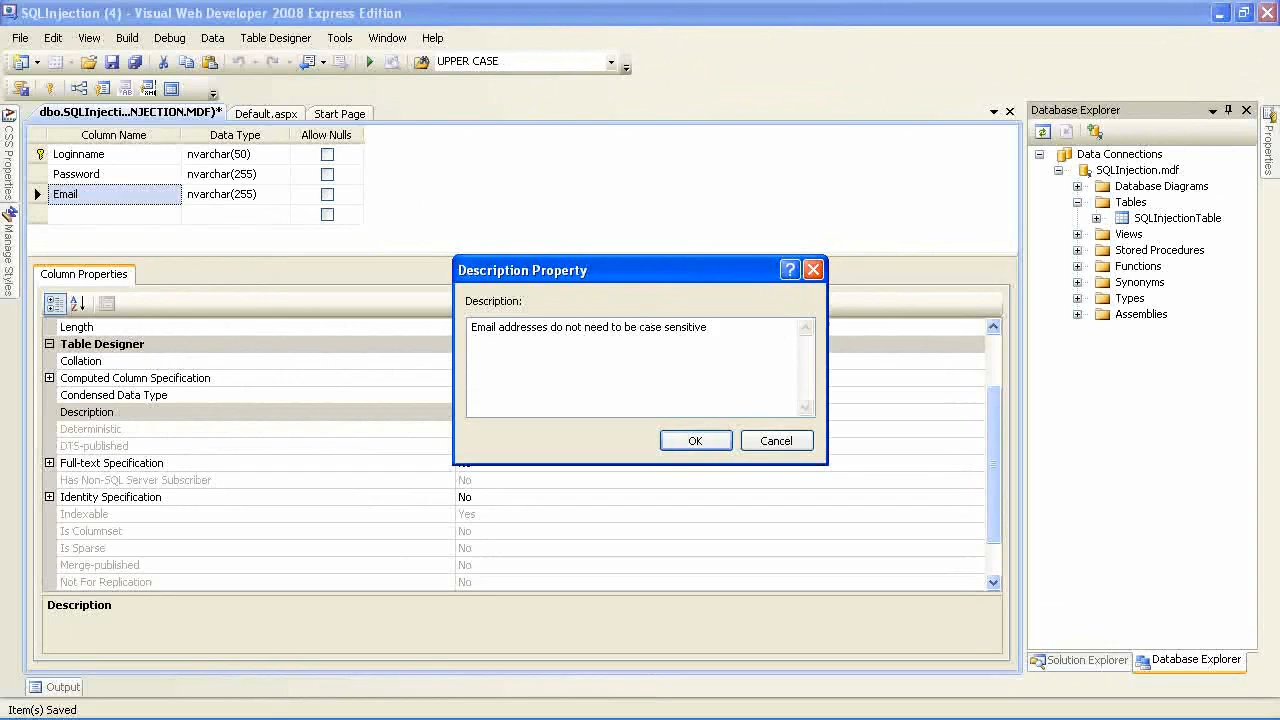 SQLInjection (4) - Visual Web Developer 2008 Express Edition
File Edit View Build Debug Data Table Designer Tools Window Help
UPPER CASE
dbo.SQLInjecti...NJECTION.MDF)* Default.aspx Start Page
Column Name Data Type Allow Nulls
Loginname nvarchar(50)
Password nvarchar(255)
Email nvarchar(255)
CSS Properties
Manage Styles
Column Properties
Length
Table Designer
Collation
Computed Column Specification
Condensed Data Type
Description
Deterministic
DTS-published
Full-text Specification No
Has Non-SQL Server Subscriber No
Identity Specification No
Indexable Yes
Is Columnset No
Is Sparse No
Merge-published No
Not For Replication No
Description
Description Property
Description:
Email addresses do not need to be case sensitive
OK Cancel
Database Explorer
Data Connections
SQLInjection.mdf
Database Diagrams
Tables
SQLInjectionTable
Views
Stored Procedures
Functions
Synonyms
Types
Assemblies
Properties
Solution Explorer Database Explorer
Output
Item(s) Saved